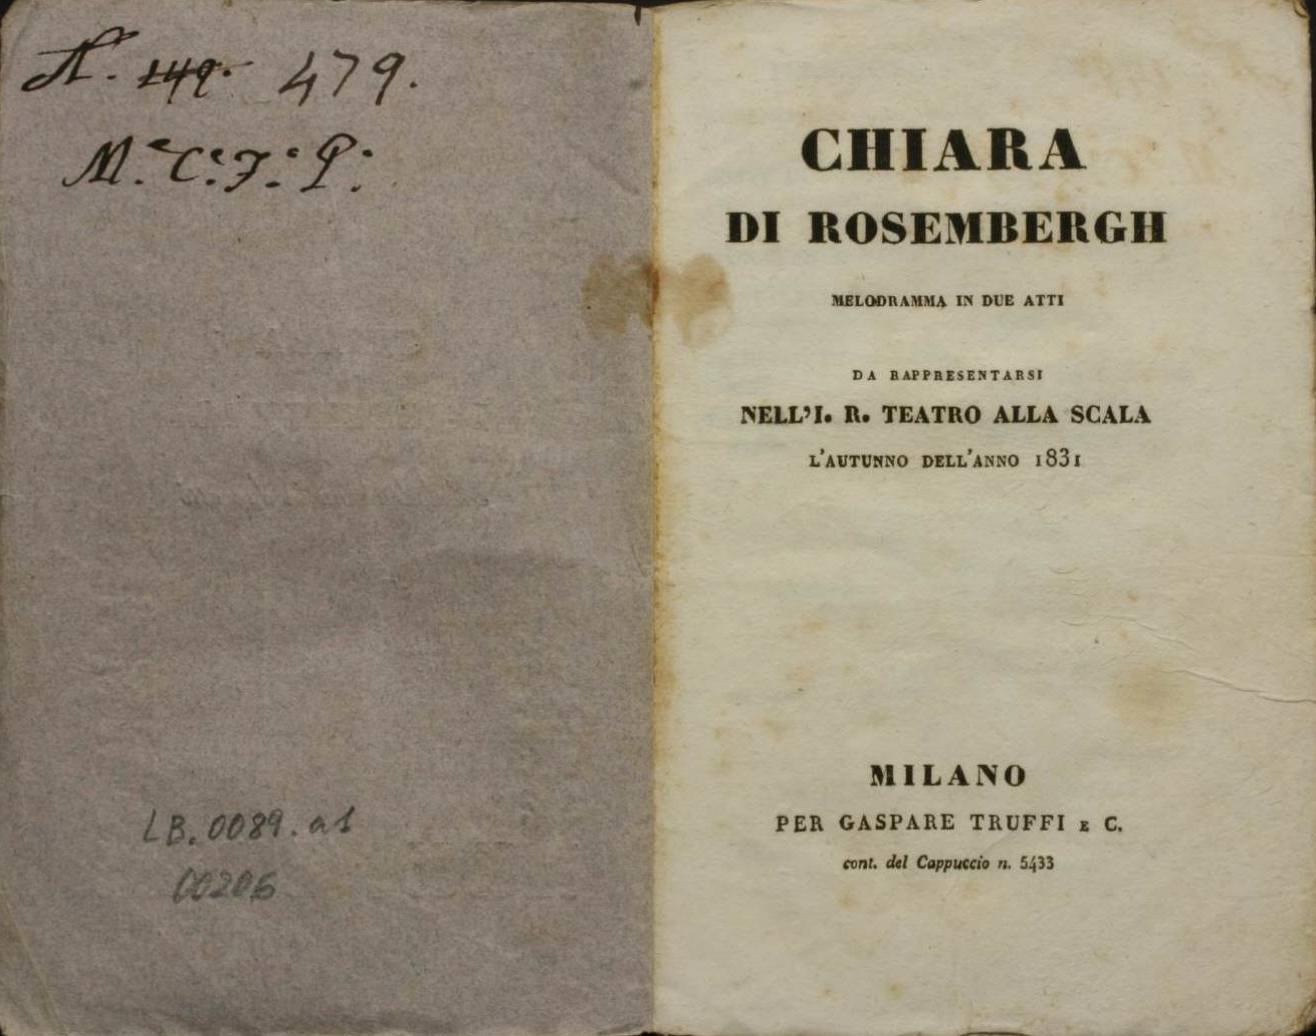 N. 149. 479.
M.e C.e F.e P.e
LB.0089.a1
00206
CHIARA
DI ROSEMBERGH
MELODRAMMA IN DUE ATTI
DA RAPPRESENTARSI
NELL'I. R. TEATRO ALLA SCALA
L'AUTUNNO DELL'ANNO 1831
MILANO
PER GASPARE TRUFFI E C.
cont. del Cappuccio n. 5433